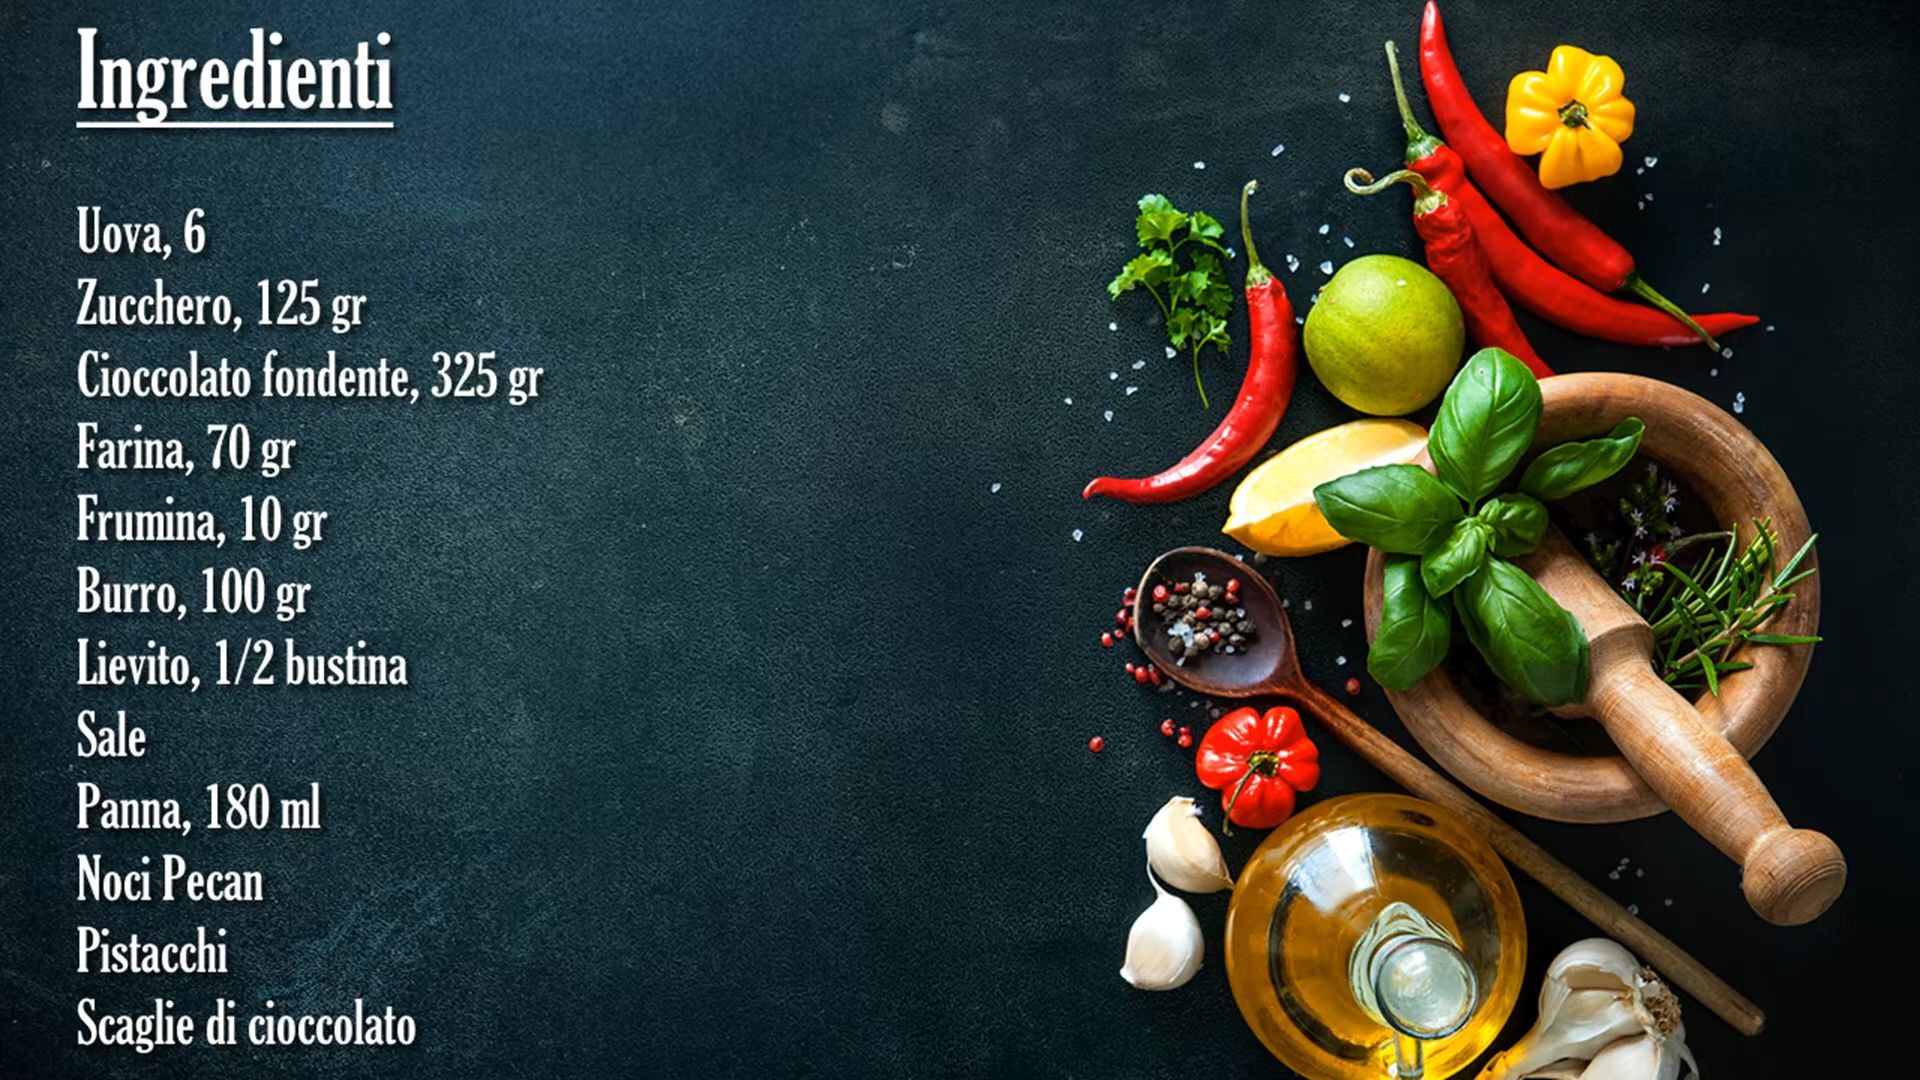 Ingredienti
Uova, 6
Zucchero, 125 gr
Cioccolato fondente, 325 gr
Farina, 70 gr
Frumina, 10 gr
Burro, 100 gr
Lievito, 1/2 bustina
Sale
Panna, 180 ml
Noci Pecan
Pistacchi
Scaglie di cioccolato